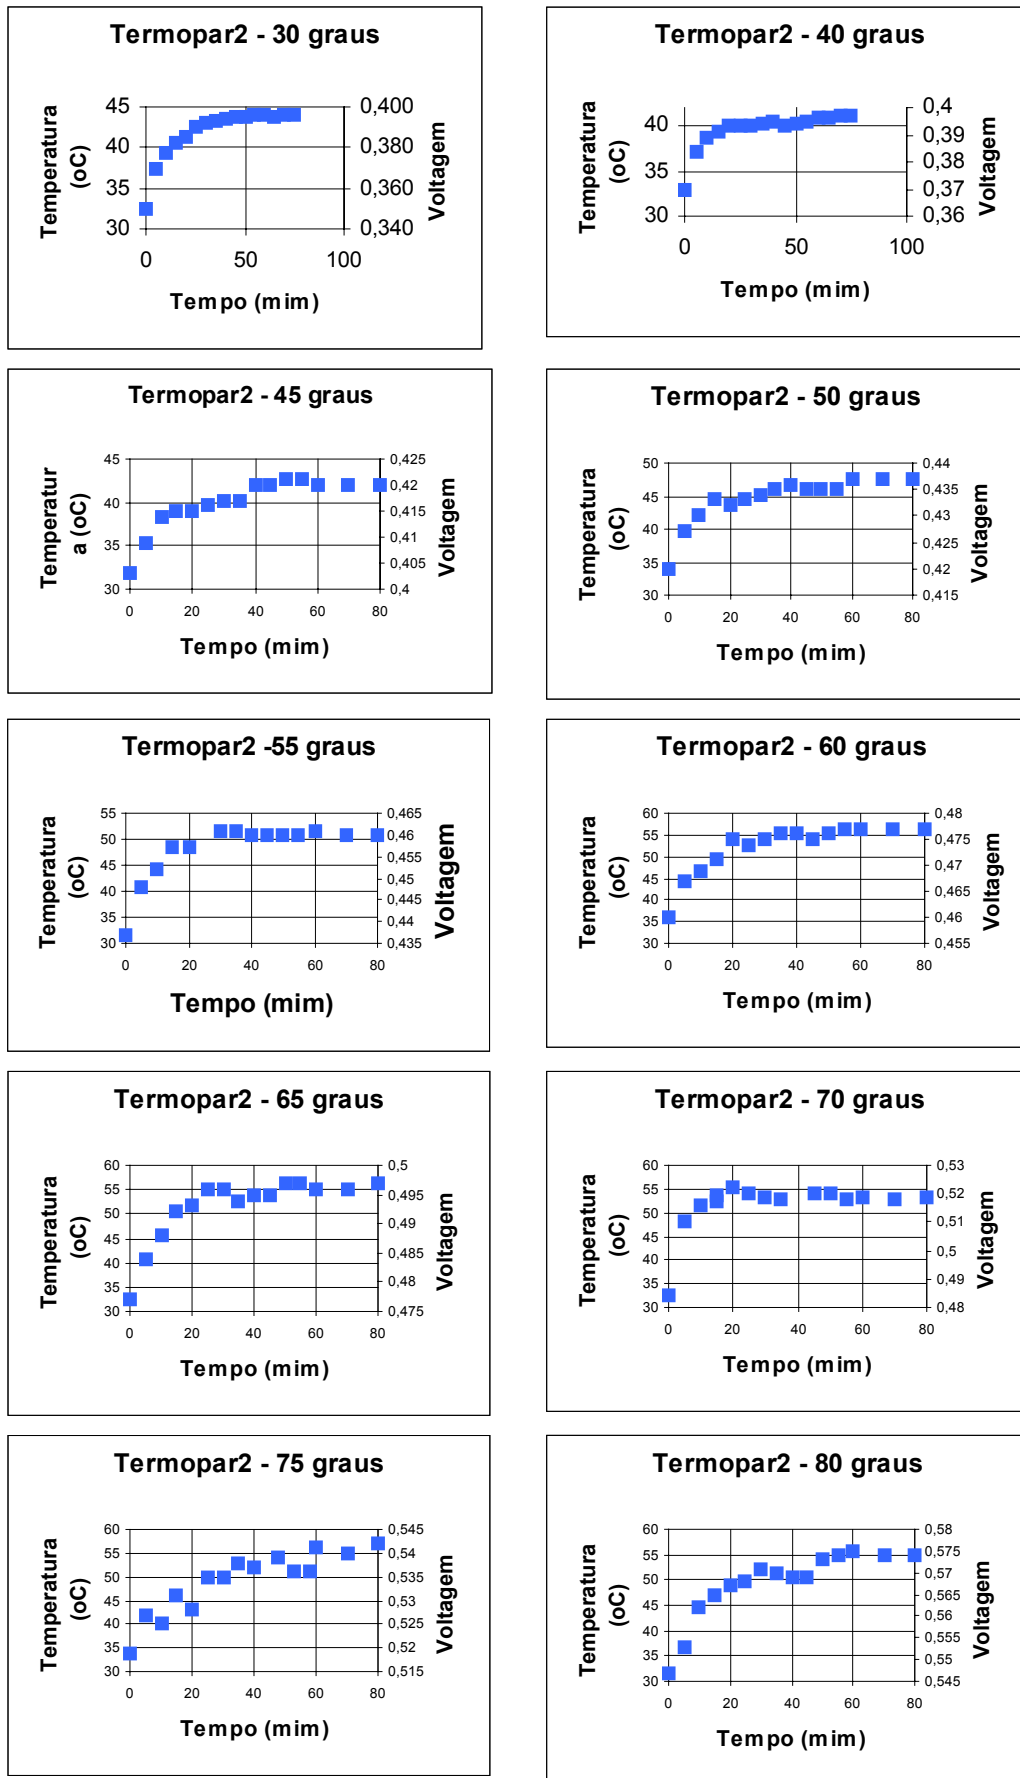 Termopar2 - 30 graus
Temperatura
(oC)
45
40
35
30
0,400
0,380
0,360
0,340
Voltagem
0 50 100
Tempo (mim)
Termopar2 - 40 graus
Temperatura
(oC)
40
35
30
0,4
0,39
0,38
0,37
0,36
Voltagem
0 50 100
Tempo (mim)
Termopar2 - 45 graus
Temperatur
a (oC)
45
40
35
30
0,425
0,42
0,415
0,41
0,405
0,4
Voltagem
0 20 40 60 80
Tempo (mim)
Termopar2 - 50 graus
Temperatura
(oC)
50
45
40
35
30
0,44
0,435
0,43
0,425
0,42
0,415
Voltagem
0 20 40 60 80
Tempo (mim)
Termopar2 -55 graus
Temperatura
(oC)
55
50
45
40
35
30
0,465
0,46
0,455
0,45
0,445
0,44
0,435
Voltagem
0 20 40 60 80
Tempo (mim)
Termopar2 - 60 graus
Temperatura
(oC)
60
55
50
45
40
35
30
0,48
0,475
0,47
0,465
0,46
0,455
Voltagem
0 20 40 60 80
Tempo (mim)
Termopar2 - 65 graus
Temperatura
(oC)
60
55
50
45
40
35
30
0,5
0,495
0,49
0,485
0,48
0,475
Voltagem
0 20 40 60 80
Tempo (mim)
Termopar2 - 70 graus
Temperatura
(oC)
60
55
50
45
40
35
30
0,53
0,52
0,51
0,5
0,49
0,48
Voltagem
0 20 40 60 80
Tempo (mim)
Termopar2 - 75 graus
Temperatura
(oC)
60
55
50
45
40
35
30
0,545
0,54
0,535
0,53
0,525
0,52
0,515
Voltagem
0 20 40 60 80
Tempo (mim)
Termopar2 - 80 graus
Temperatura
(oC)
60
55
50
45
40
35
30
0,58
0,575
0,57
0,565
0,56
0,555
0,55
0,545
Voltagem
0 20 40 60 80
Tempo (mim)